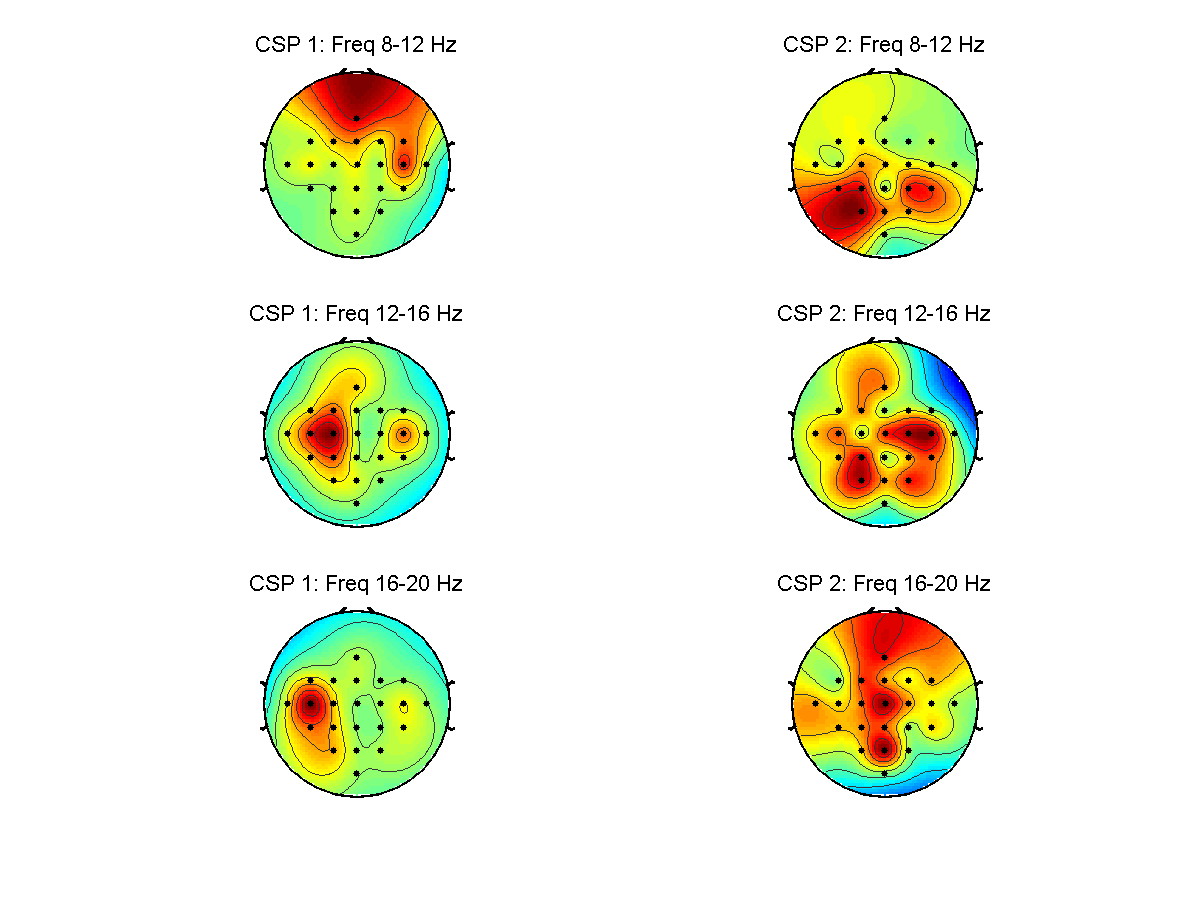 CSP 1: Freq 8-12 Hz
CSP 2: Freq 8-12 Hz
CSP 1: Freq 12-16 Hz
CSP 2: Freq 12-16 Hz
CSP 1: Freq 16-20 Hz
CSP 2: Freq 16-20 Hz